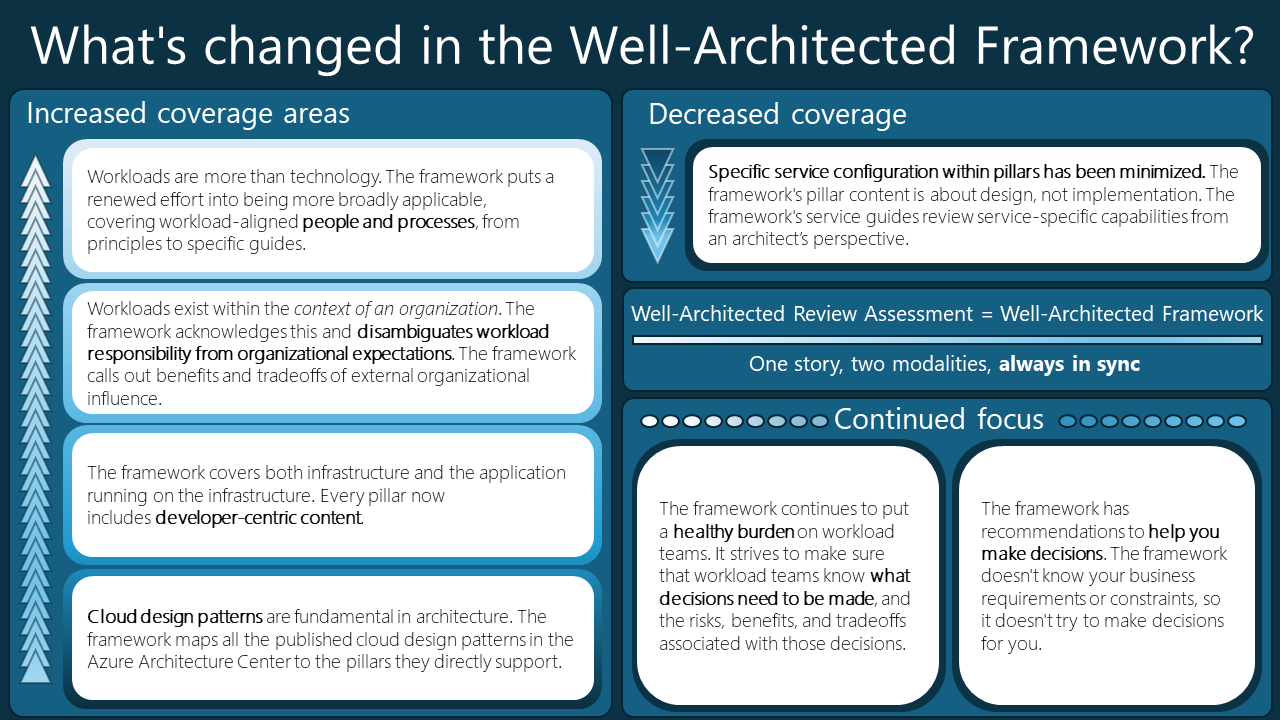 What's changed in the Well-Architected Framework?
Increased coverage areas
Workloads are more than technology. The framework puts a
renewed effort into being more broadly applicable,
covering workload-aligned people and processes, from
principles to specific guides.
Workloads exist within the context of an organization. The
framework acknowledges this and disambiguates workload
responsibility from organizational expectations. The framework
calls out benefits and tradeoffs of external organizational
influence.
The framework covers both infrastructure and the application
running on the infrastructure. Every pillar now
includes developer-centric content.
Cloud design patterns are fundamental in architecture. The
framework maps all the published cloud design patterns in the
Azure Architecture Center to the pillars they directly support.
Decreased coverage
Specific service configuration within pillars has been minimized. The
framework's pillar content is about design, not implementation. The
framework's service guides review service-specific capabilities from
an architect’s perspective.
Well-Architected Review Assessment = Well-Architected Framework
One story, two modalities, always in sync
Continued focus
The framework continues to put
a healthy burden on workload
teams. It strives to make sure
that workload teams know what
decisions need to be made, and
the risks, benefits, and tradeoffs
associated with those decisions.
The framework has
recommendations to help you
make decisions. The framework
doesn't know your business
requirements or constraints, so
it doesn't try to make decisions
for you.